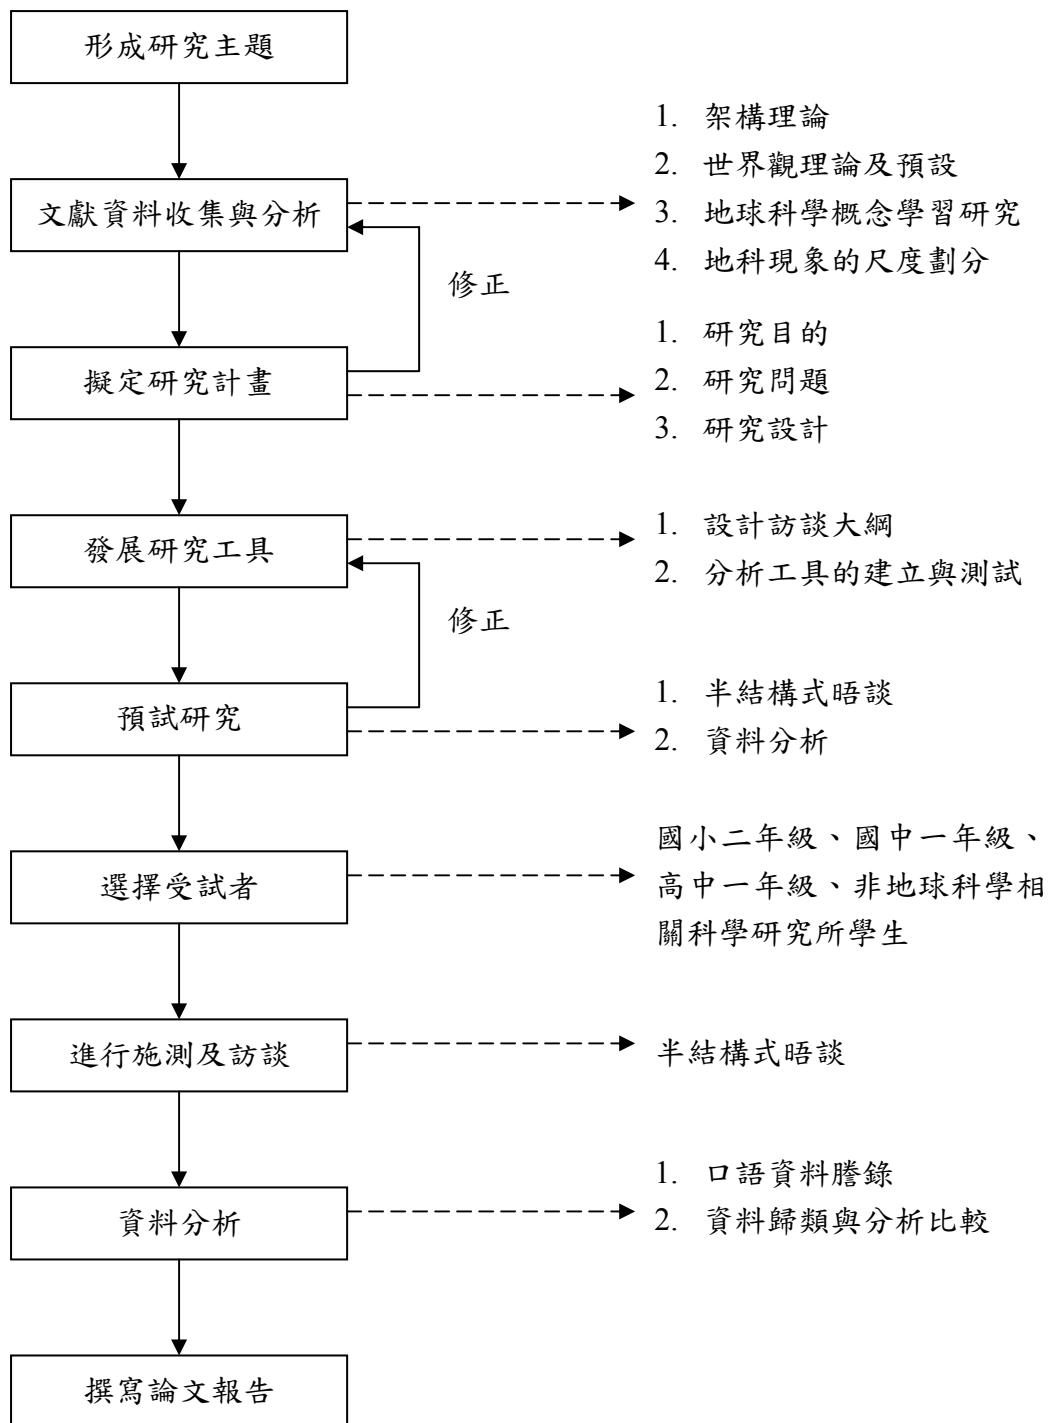 形成研究主題
1. 架構理論
2. 世界觀理論及預設
文獻資料收集與分析
3. 地球科學概念學習研究
4. 地科現象的尺度劃分
修正
擬定研究計畫
1. 研究目的
2. 研究問題
3. 研究設計
發展研究工具
1. 設計訪談大綱
2. 分析工具的建立與測試
修正
預試研究
1. 半結構式晤談
2. 資料分析
選擇受試者
國小二年級、國中一年級、
高中一年級、非地球科學相
關科學研究所學生
進行施測及訪談
半結構式晤談
資料分析
1. 口語資料謄錄
2. 資料歸類與分析比較
撰寫論文報告